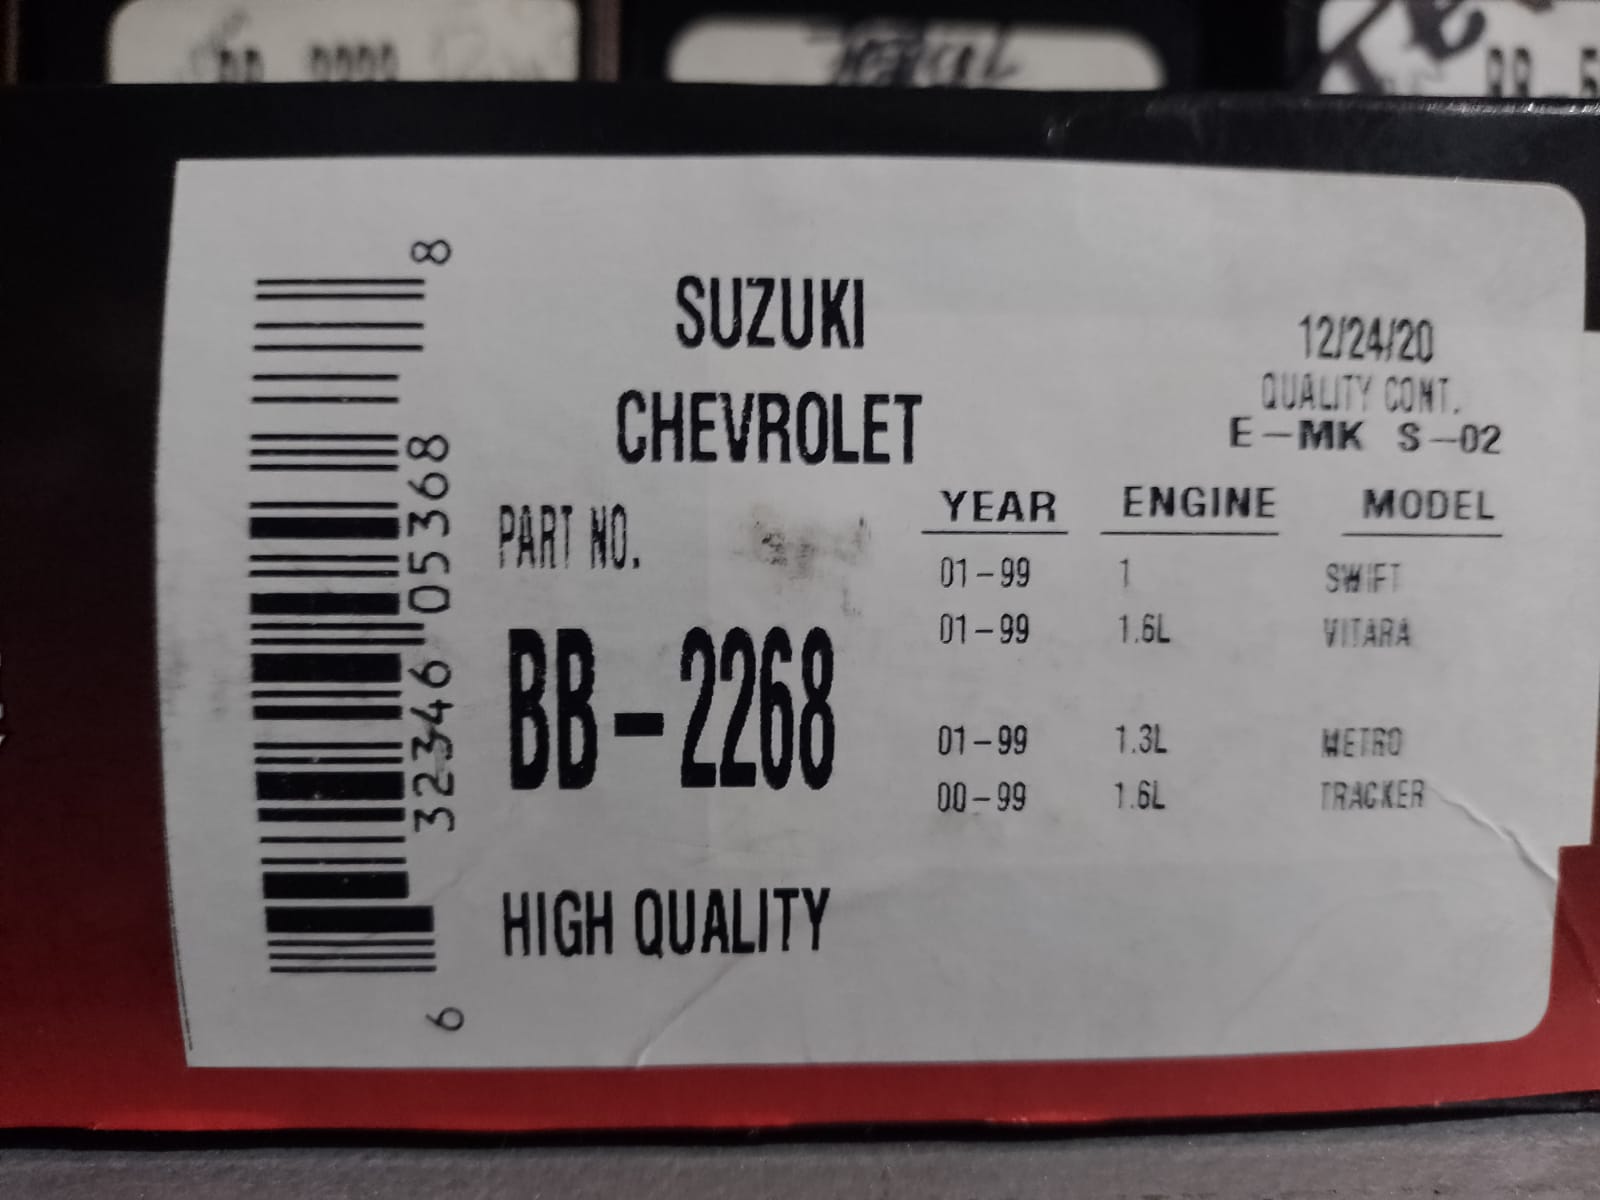 SUZUKI
CHEVROLET
PART NO.
BB-2268
HIGH QUALITY
12/24/20
QUALITY CONT.
E-MK S-02
YEAR ENGINE MODEL
01-99 1 SWIFT
01-99 1.6L VITARA
01-99 1.3L METRO
00-99 1.6L TRACKER
6 32346 05368 8